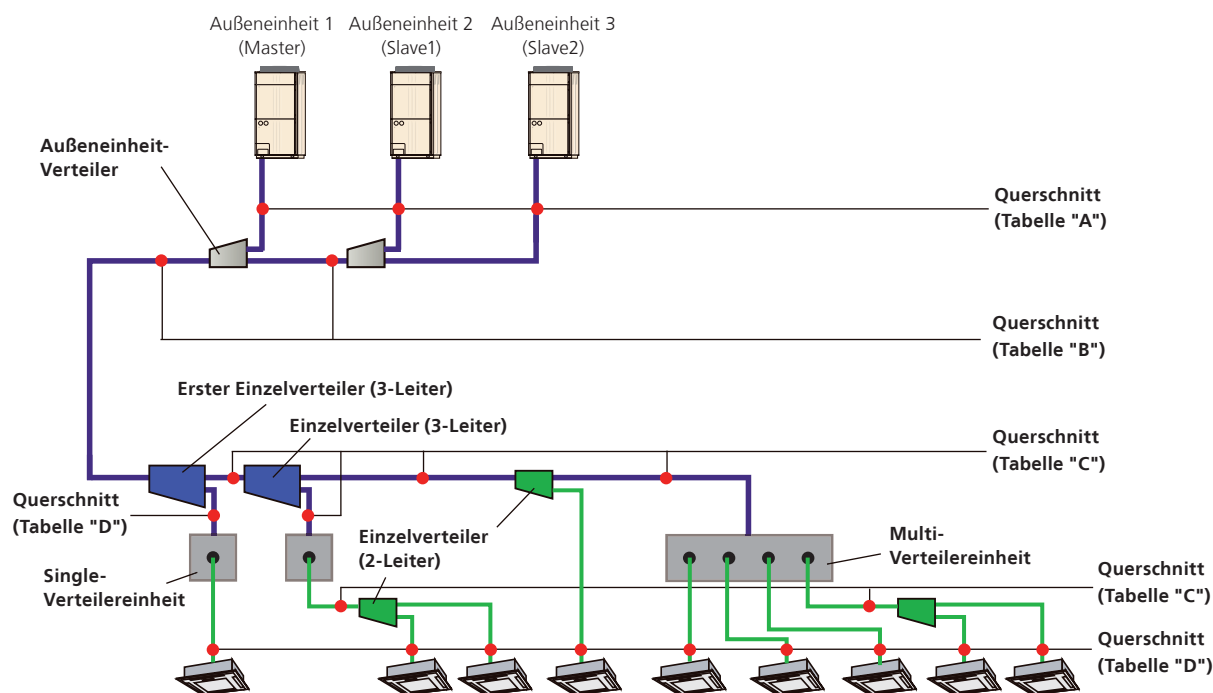 Außeneinheit 1
(Master)
Außeneinheit 2
(Slave1)
Außeneinheit 3
(Slave2)
Außeneinheit-
Verteiler
Querschnitt
(Tabelle "A")
Querschnitt
(Tabelle "B")
Erster Einzelverteiler (3-Leiter)
Einzelverteiler (3-Leiter)
Querschnitt
(Tabelle "C")
Querschnitt
(Tabelle "D")
Einzelverteiler
(2-Leiter)
Multi-
Verteilereinheit
Single-
Verteilereinheit
Querschnitt
(Tabelle "C")
Querschnitt
(Tabelle "D")